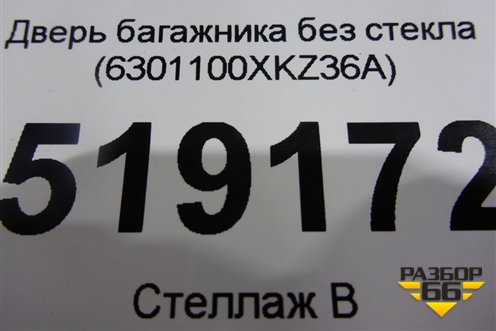 Дверь багажника без стекла
(6301100XKZ36A)
519172
Стеллаж В
РАЗБОР
66